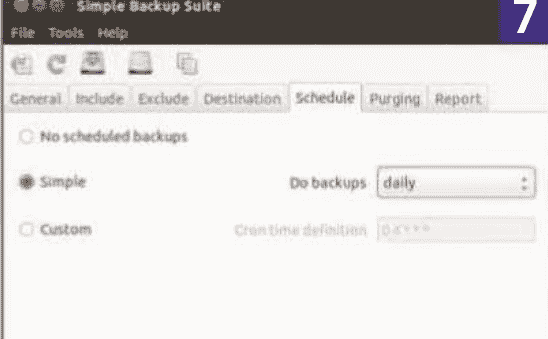 Simple Backup Suite
7
File Tools Help
General Include Exclude Destination Schedule Purging Report
No scheduled backups
Simple Do backups daily
Custom Cron time definition